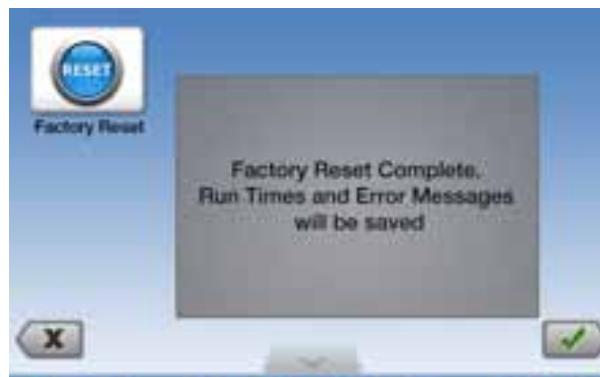 RESET
Factory Reset
Factory Reset Complete,
Run Times and Error Messages
will be saved
X